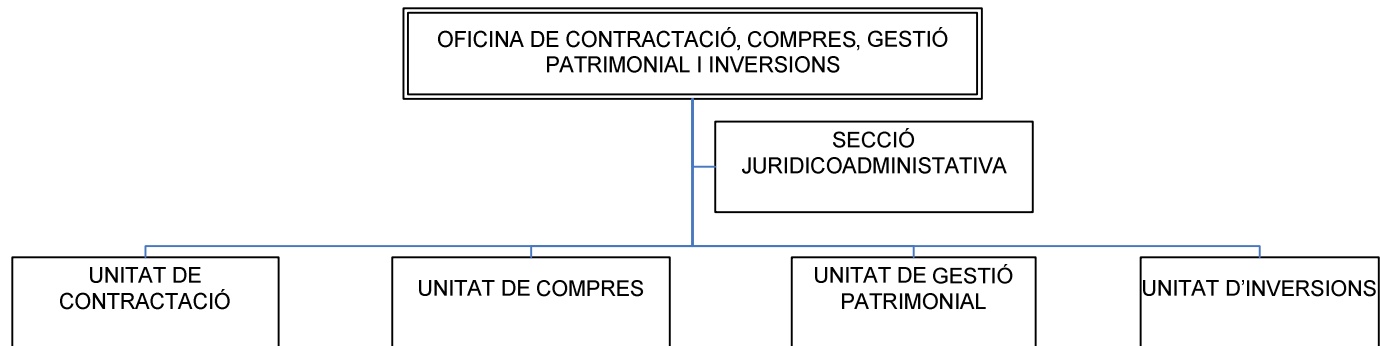 OFICINA DE CONTRACTACIÓ, COMPRES, GESTIÓ
PATRIMONIAL I INVERSIONS
SECCIÓ
JURIDICOADMINISTATIVA
UNITAT DE
CONTRACTACIÓ
UNITAT DE COMPRES
UNITAT DE GESTIÓ
PATRIMONIAL
UNITAT D'INVERSIONS